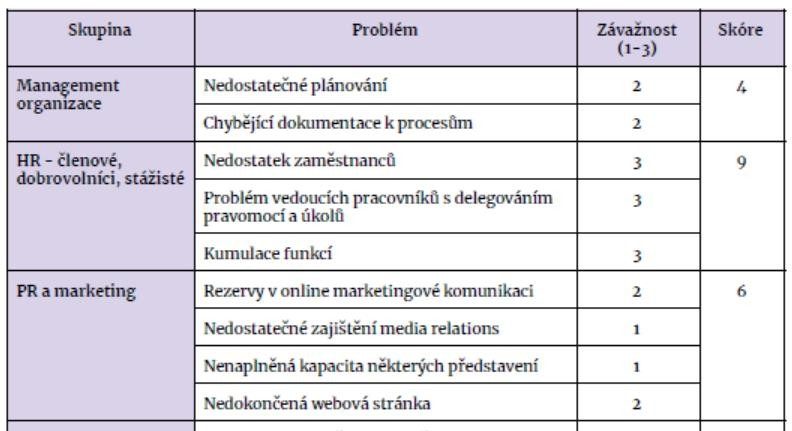 Skupina Problém Závažnost Skóre
(1-3)
Management Nedostatečné plánování 2 4
organizace
Chybějící dokumentace k procesům 2
HR - členové, Nedostatek zaměstnanců 3 9
dobrovolníci, stážisté
Problém vedoucích pracovníků s delegováním 3
pravomocí a úkolů
Kumulace funkcí 3
PR a marketing Rezervy v online marketingové komunikaci 2 6
Nedostatečné zajištění media relations 1
Nenaplněná kapacita některých představení 1
Nedokončená webová stránka 2